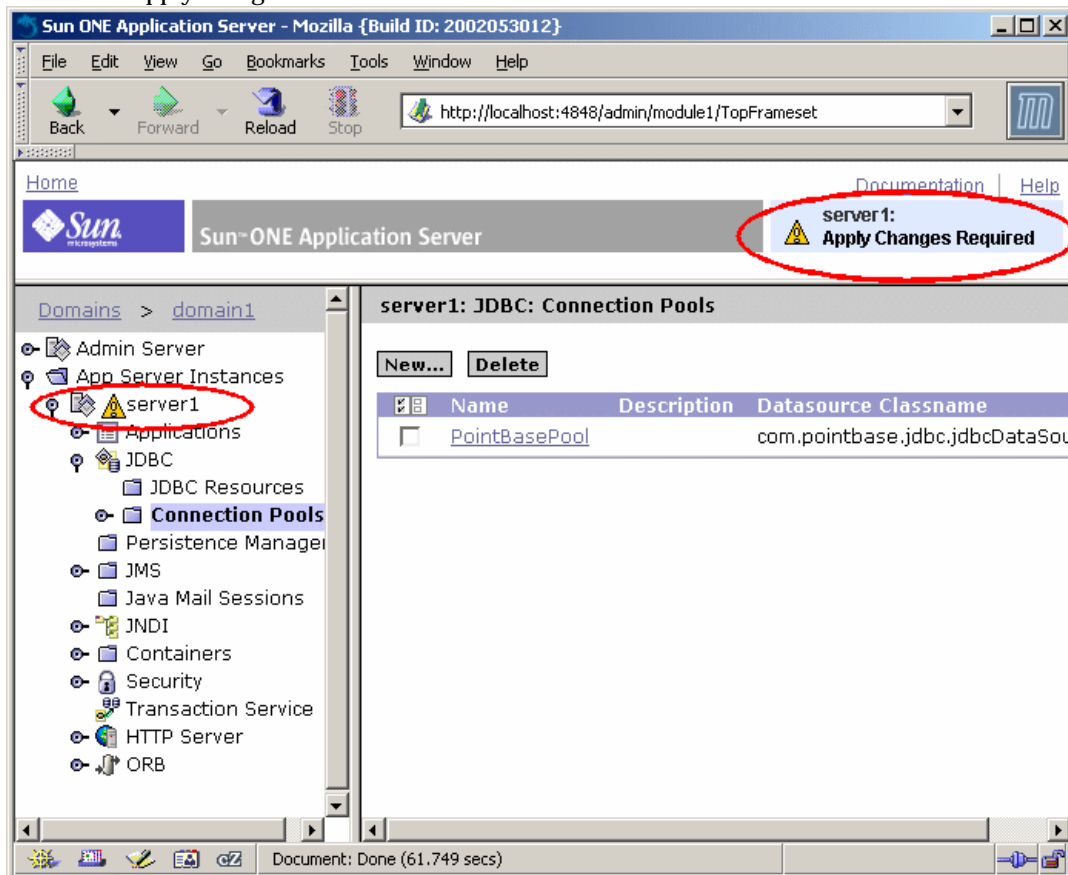 Sun ONE Application Server - Mozilla {Build ID: 2002053012}
File Edit View Go Bookmarks Tools Window Help
Back Forward Reload Stop http://localhost:4848/admin/module1/TopFrameset
Home Documentation Help
Sun microsystems Sun™ ONE Application Server
server1:
Apply Changes Required
Domains > domain1
Admin Server
App Server Instances
server1
Applications
JDBC
JDBC Resources
Connection Pools
Persistence Manager
JMS
Java Mail Sessions
JNDI
Containers
Security
Transaction Service
HTTP Server
ORB
server1: JDBC: Connection Pools
New... Delete
Name Description Datasource Classname
PointBasePool com.pointbase.jdbc.jdbcDataSou
Document: Done (61.749 secs)